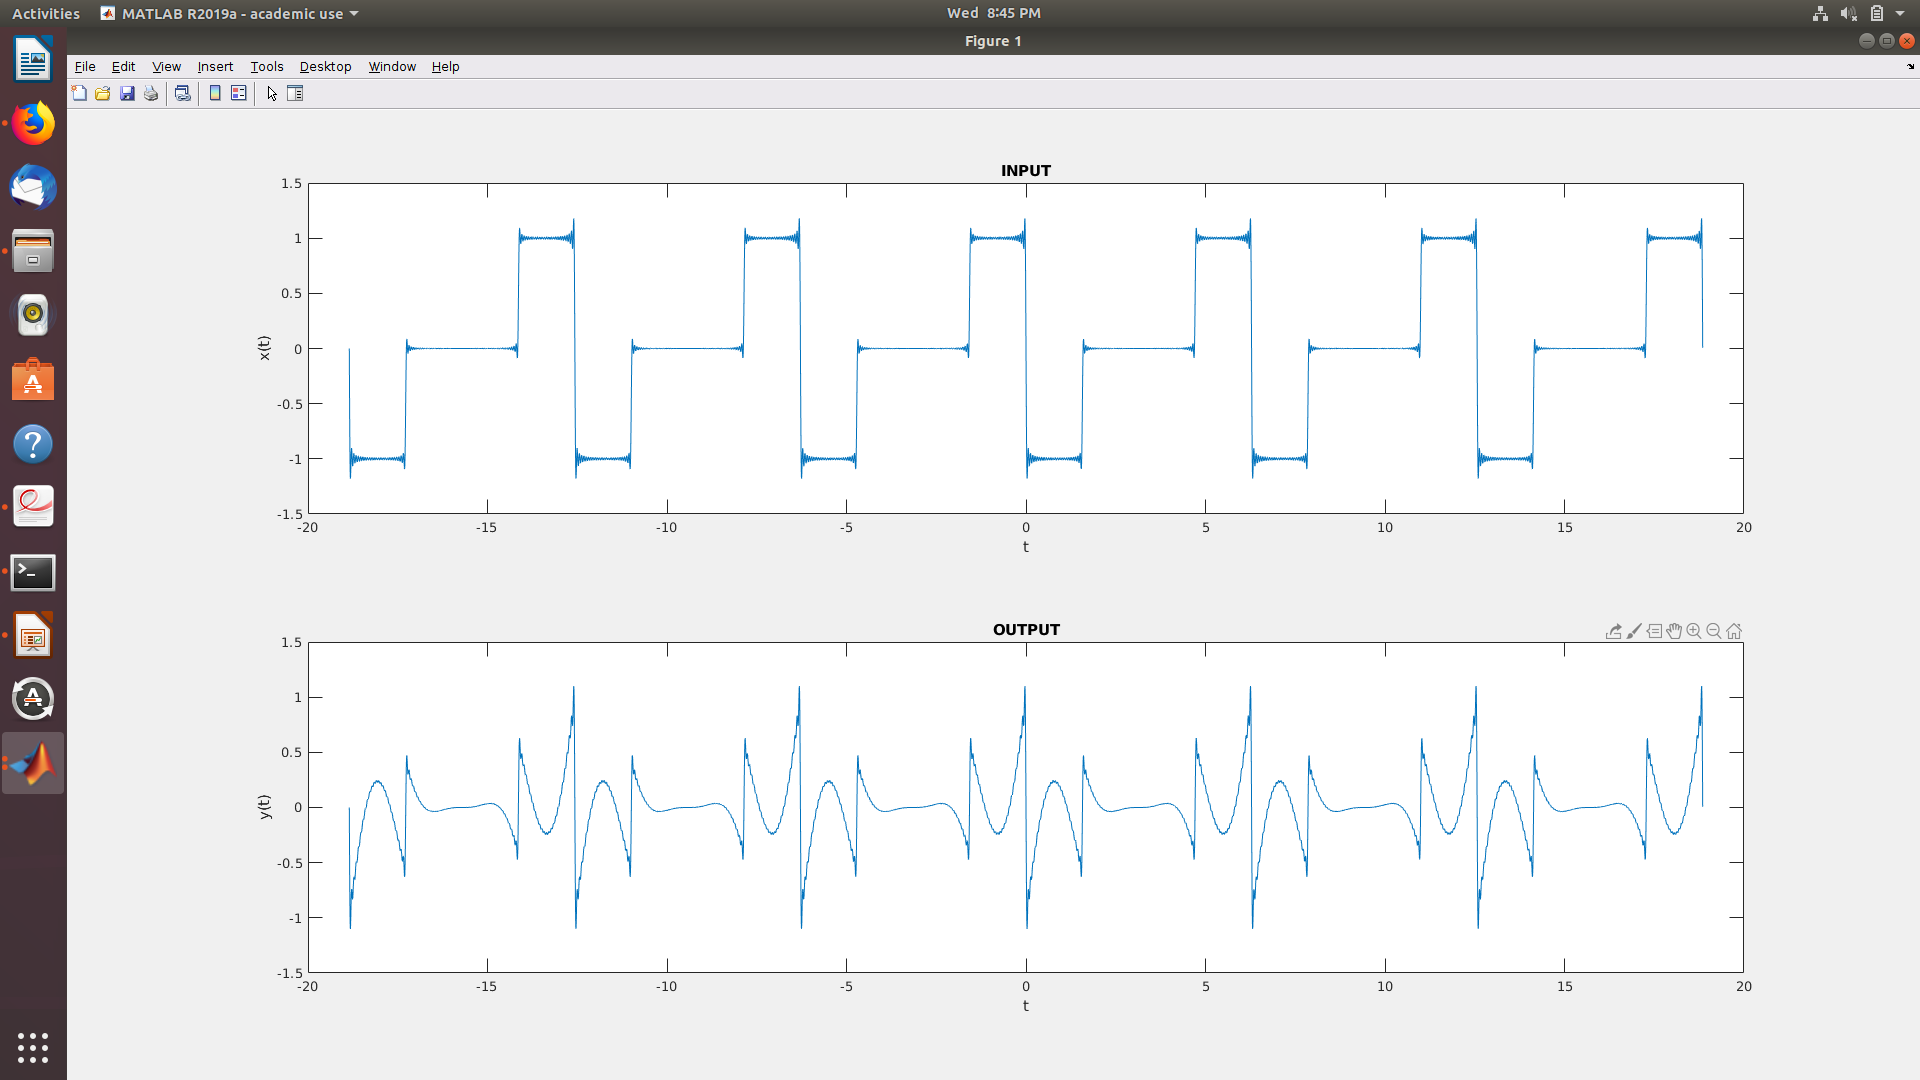 Activities MATLAB R2019a - academic use Wed 8:45 PM
Figure 1
File Edit View Insert Tools Desktop Window Help
INPUT
1.5
1
0.5
0
-0.5
-1
-1.5
x(t)
-20 -15 -10 -5 0 5 10 15 20
t
OUTPUT
1.5
1
0.5
0
-0.5
-1
-1.5
y(t)
-20 -15 -10 -5 0 5 10 15 20
t